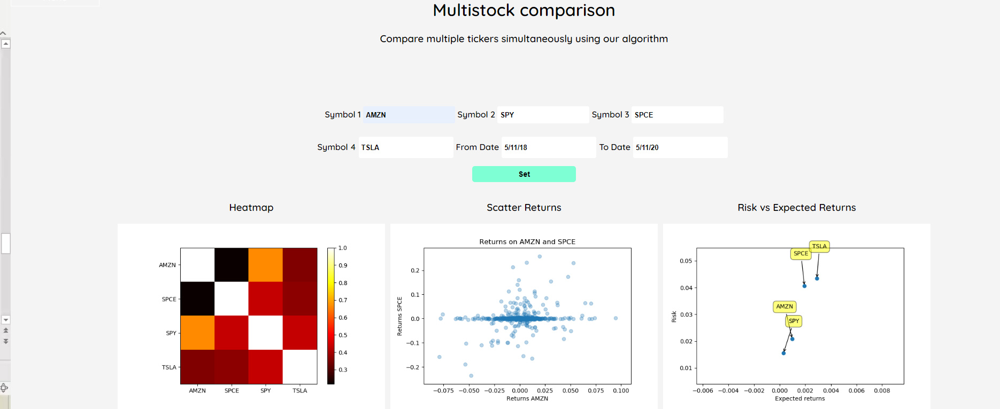 Multistock comparison
Compare multiple tickers simultaneously using our algorithm
Symbol 1 AMZN Symbol 2 SPY Symbol 3 SPCE
Symbol 4 TSLA From Date 5/11/18 To Date 5/11/20
Set
Heatmap
AMZN
SPCE
SPY
TSLA
AMZN SPCE SPY TSLA
1.0
0.9
0.8
0.7
0.6
0.5
0.4
0.3
Scatter Returns
Returns on AMZN and SPCE
Returns SPCE
0.2
0.1
0.0
−0.1
−0.2
−0.075 −0.050 −0.025 0.000 0.025 0.050 0.075 0.100
Returns AMZN
Risk vs Expected Returns
Risk
0.05
0.04
0.03
0.02
0.01
TSLA
SPCE
AMZN
SPY
−0.006 −0.004 −0.002 0.000 0.002 0.004 0.006 0.008
Expected returns